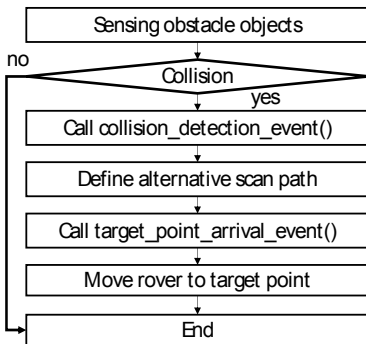 Sensing obstacle objects
no
Collision
yes
Call collision_detection_event()
Define alternative scan path
Call target_point_arrival_event()
Move rover to target point
End